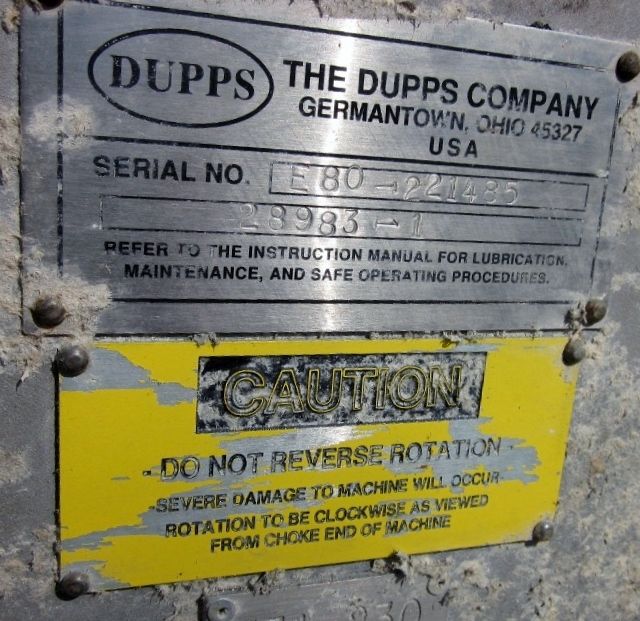 DUPPS THE DUPPS COMPANY
GERMANTOWN, OHIO 45327
USA
SERIAL NO. E80-221485
28983-1
REFER TO THE INSTRUCTION MANUAL FOR LUBRICATION,
MAINTENANCE, AND SAFE OPERATING PROCEDURES.
CAUTION
- DO NOT REVERSE ROTATION -
-SEVERE DAMAGE TO MACHINE WILL OCCUR-
ROTATION TO BE CLOCKWISE AS VIEWED
FROM CHOKE END OF MACHINE